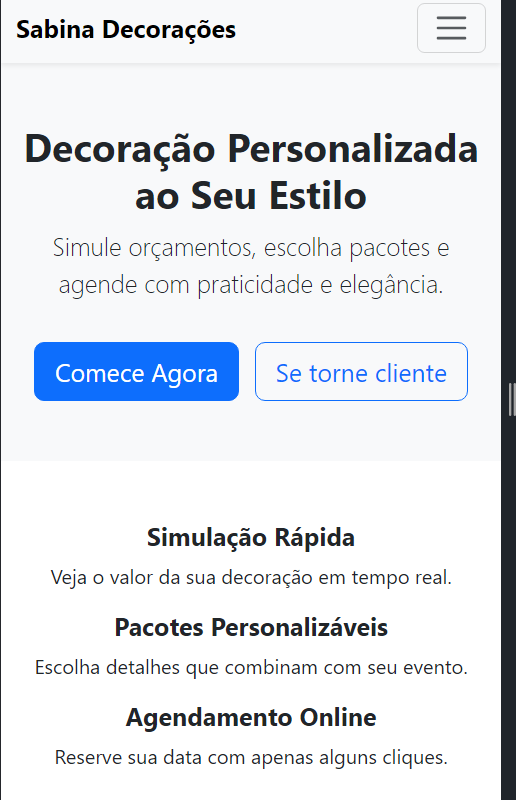 Sabina Decorações
Decoração Personalizada
ao Seu Estilo
Simule orçamentos, escolha pacotes e
agende com praticidade e elegância.
Comece Agora
Se torne cliente
Simulação Rápida
Veja o valor da sua decoração em tempo real.
Pacotes Personalizáveis
Escolha detalhes que combinam com seu evento.
Agendamento Online
Reserve sua data com apenas alguns cliques.